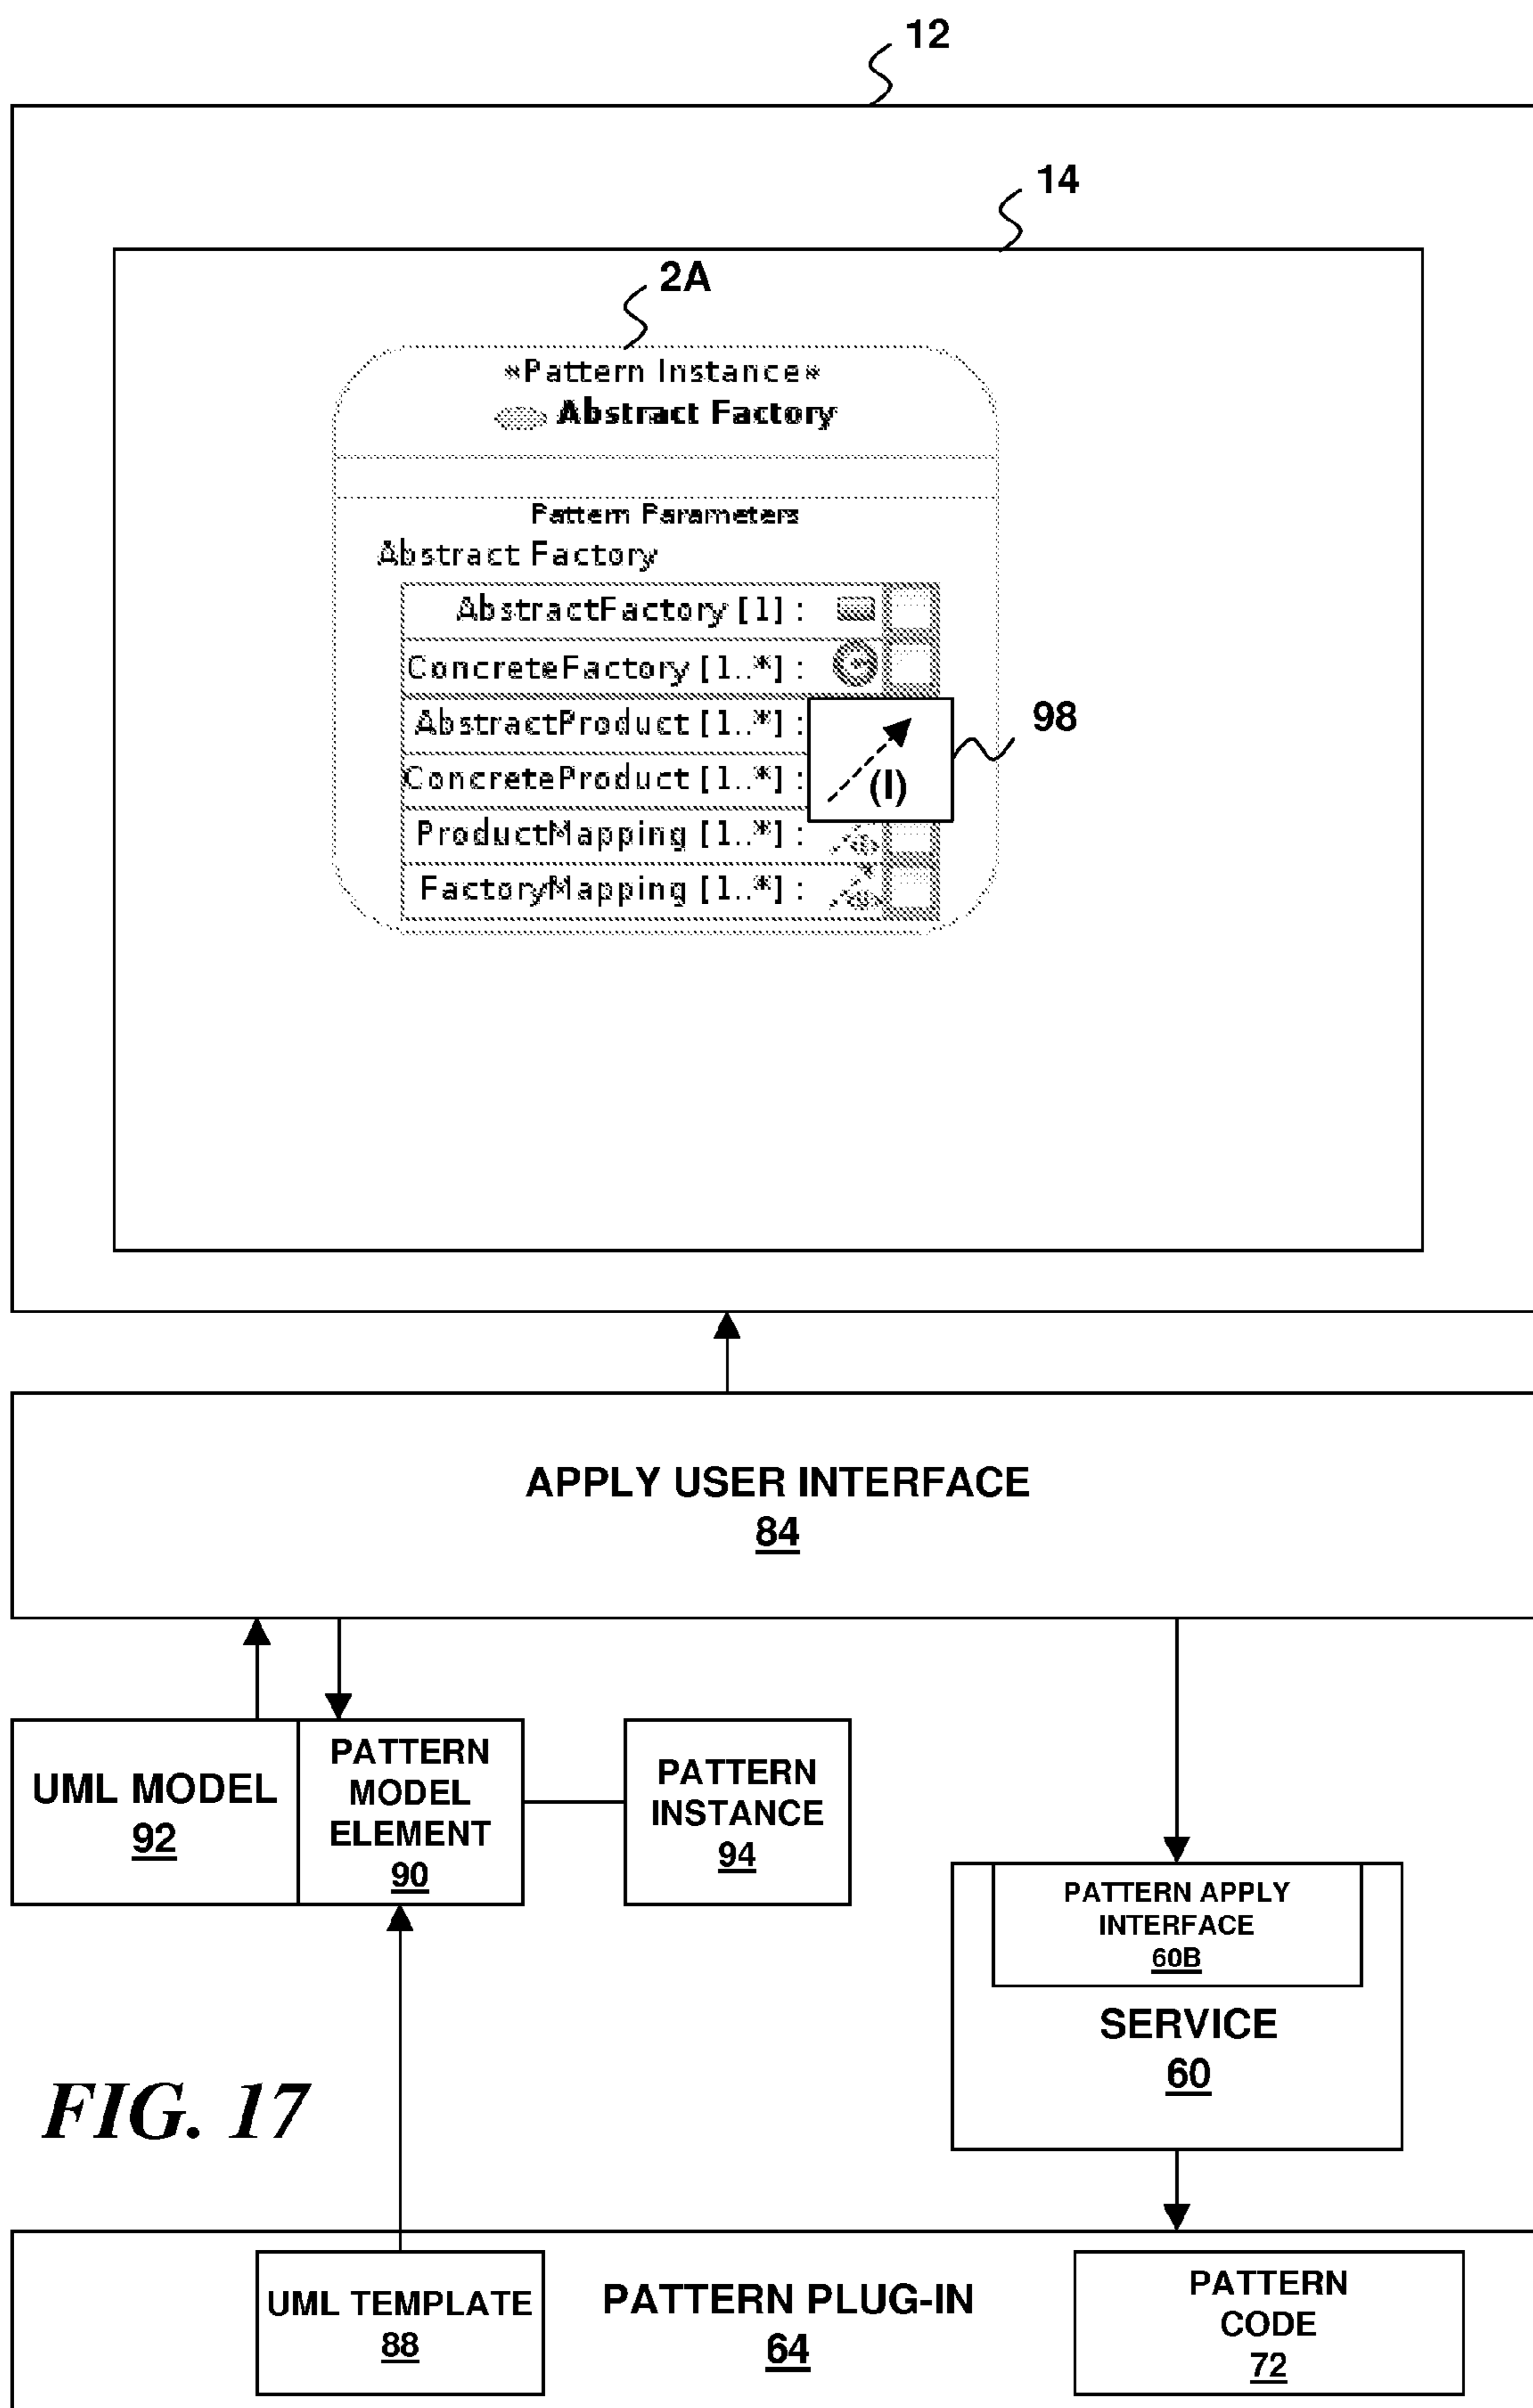 12
14
2A
«Pattern Instance»
Abstract Factory
Pattern Parameters
Abstract Factory
AbstractFactory [1] :
ConcreteFactory [1..*] :
AbstractProduct [1..*] :
ConcreteProduct [1..*] :
ProductMapping [1..*] :
FactoryMapping [1..*] :
(I)
98
APPLY USER INTERFACE
84
UML MODEL
92
PATTERN
MODEL
ELEMENT
90
PATTERN
INSTANCE
94
PATTERN APPLY
INTERFACE
60B
SERVICE
60
FIG. 17
UML TEMPLATE
88
PATTERN PLUG-IN
64
PATTERN
CODE
72